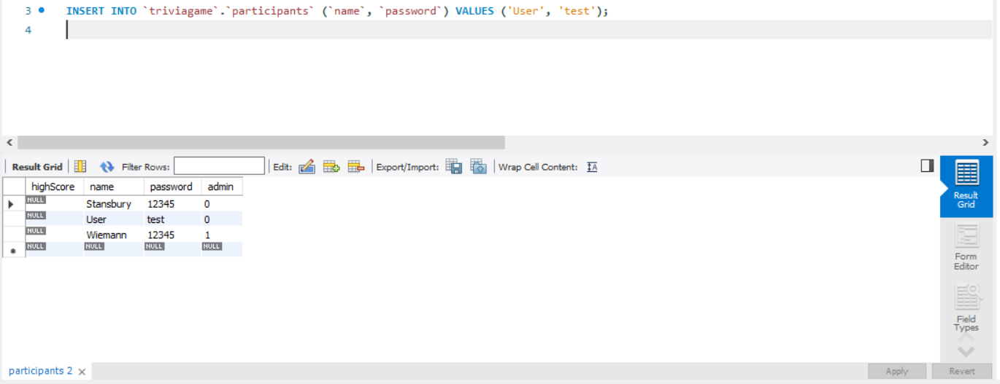 3 INSERT INTO `triviagame`.`participants` (`name`, `password`) VALUES ('User', 'test');
4
Result Grid Filter Rows: Edit: Export/Import: Wrap Cell Content: IA
highScore name password admin
NULL Stansbury 12345 0
NULL User test 0
NULL Wiemann 12345 1
NULL NULL NULL NULL
Result
Grid
Form
Editor
Field
Types
participants 2 Apply Revert